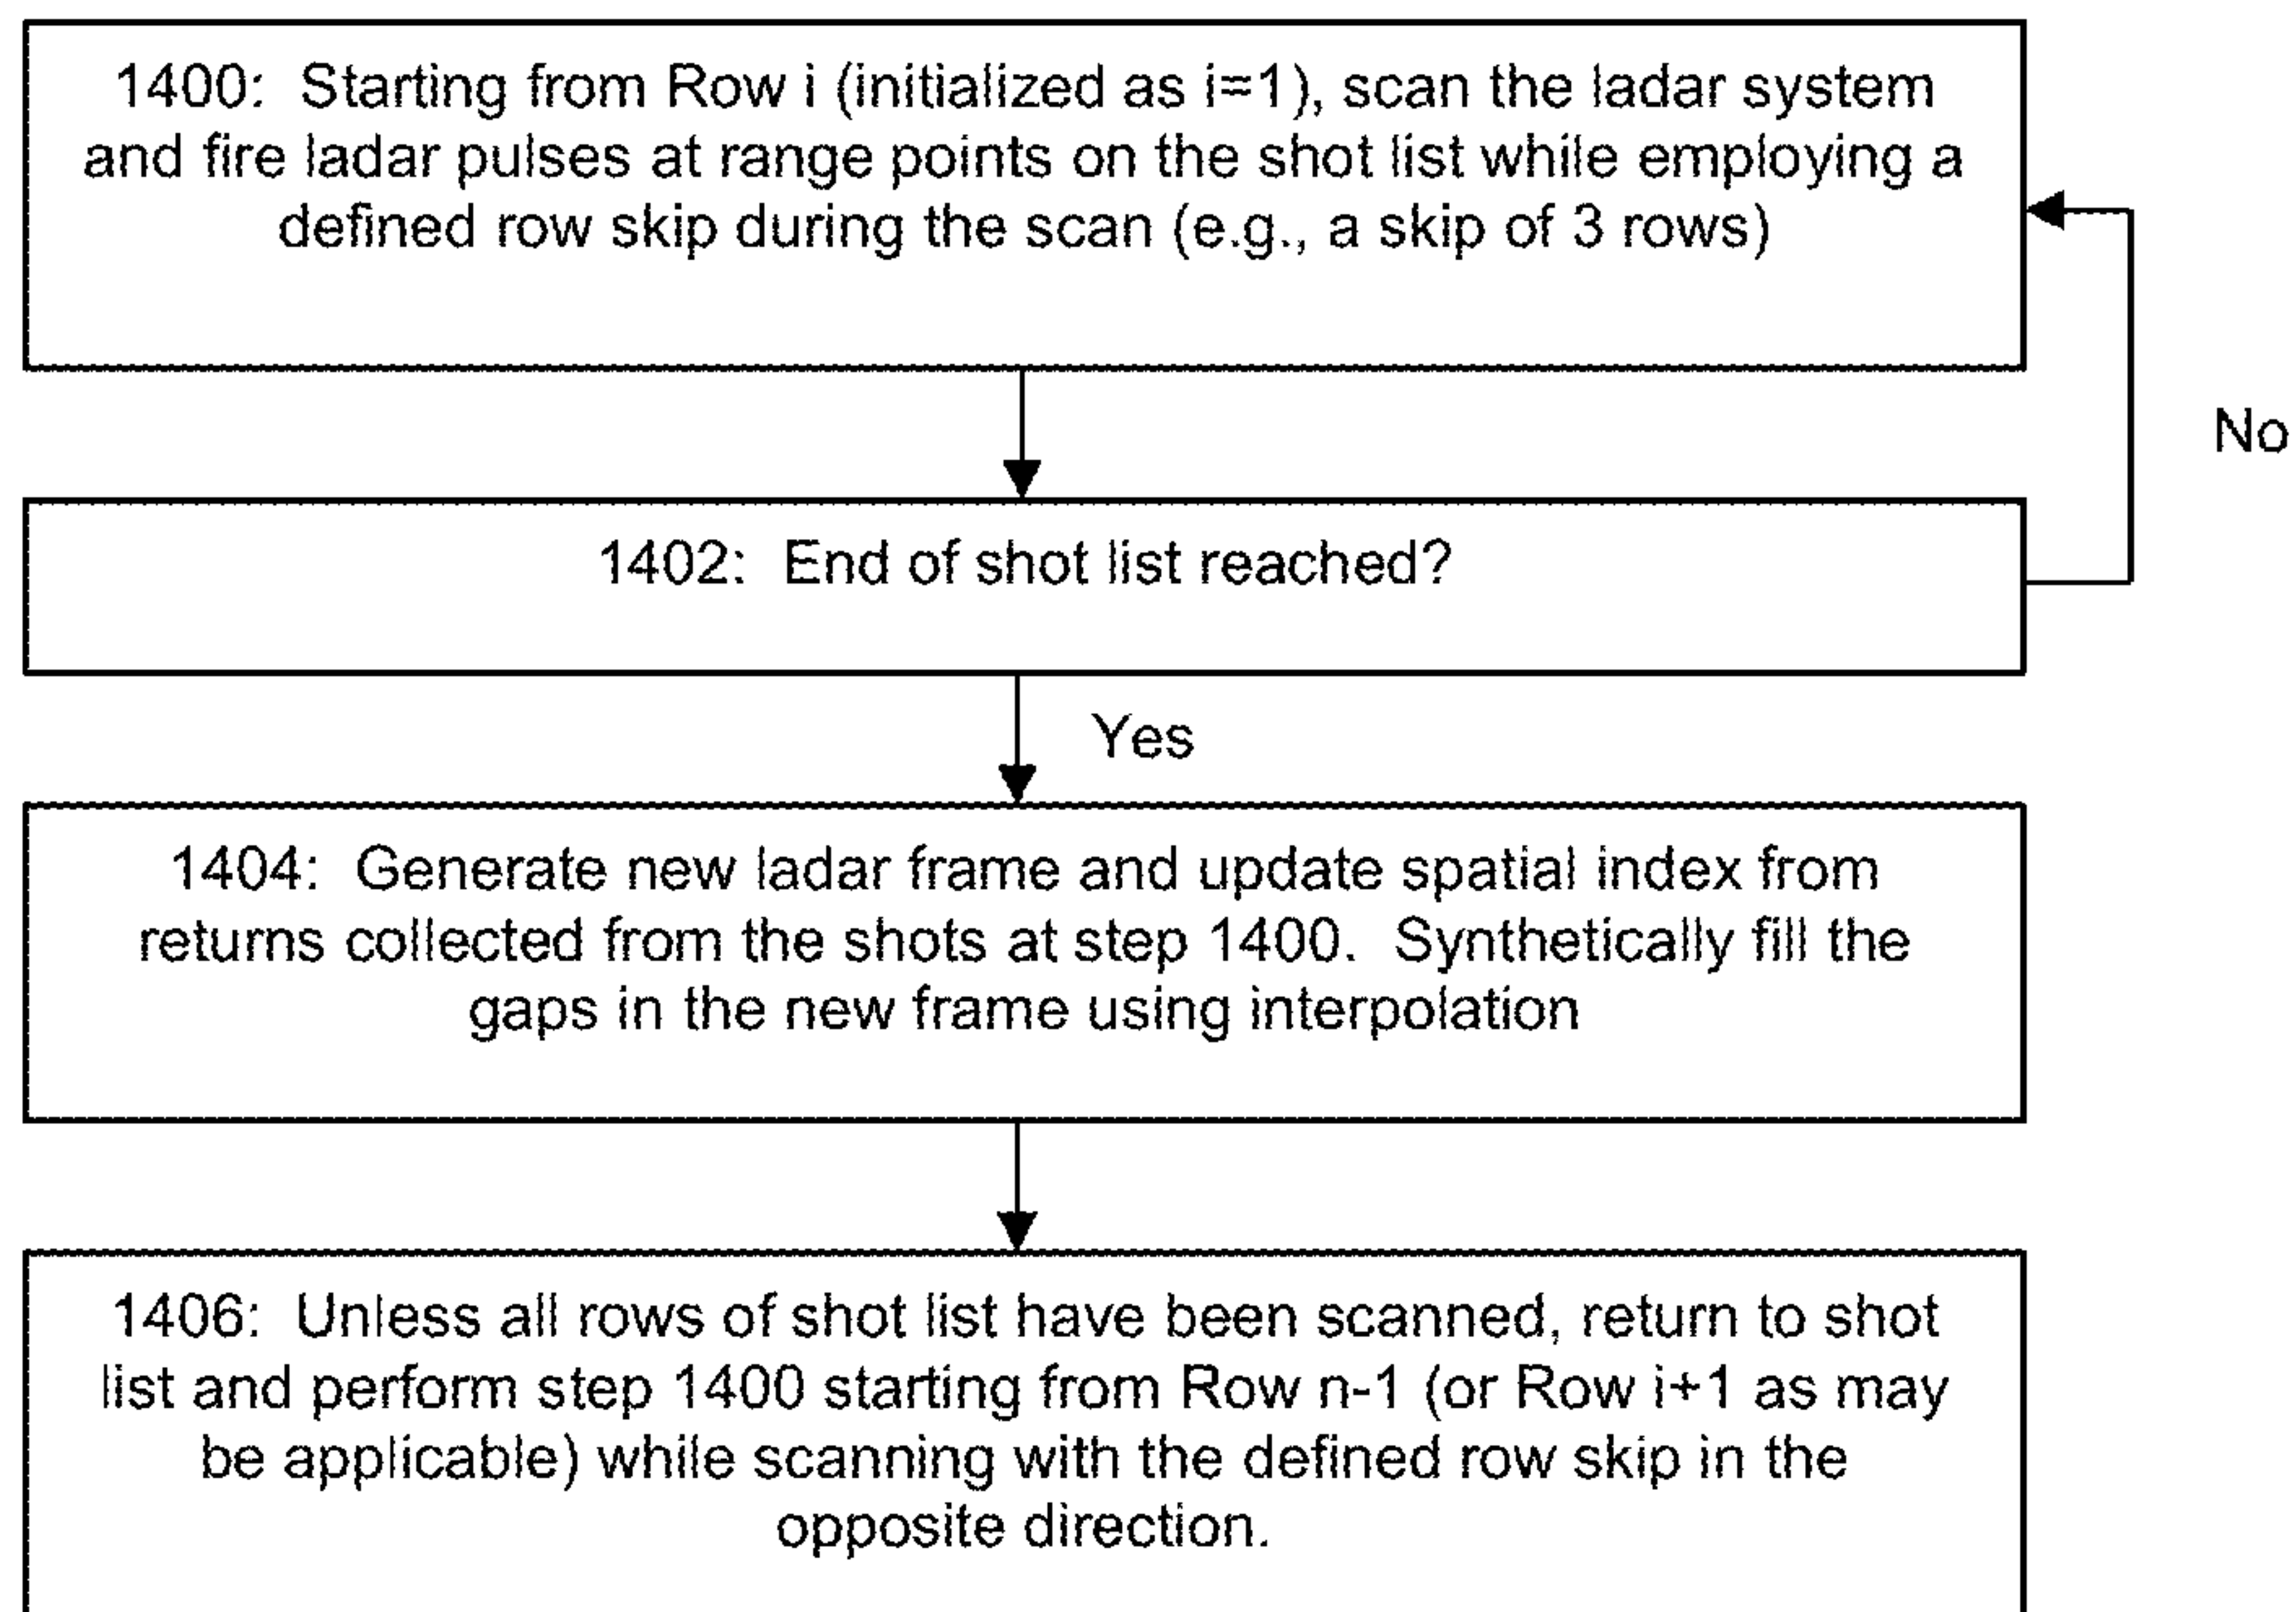 1400:  Starting from Row i (initialized as i=1), scan the ladar system
and fire ladar pulses at range points on the shot list while employing a
defined row skip during the scan (e.g., a skip of 3 rows)
No
1402:  End of shot list reached?
Yes
1404:  Generate new ladar frame and update spatial index from
returns collected from the shots at step 1400.  Synthetically fill the
gaps in the new frame using interpolation
1406:  Unless all rows of shot list have been scanned, return to shot
list and perform step 1400 starting from Row n-1 (or Row i+1 as may
be applicable) while scanning with the defined row skip in the
opposite direction.